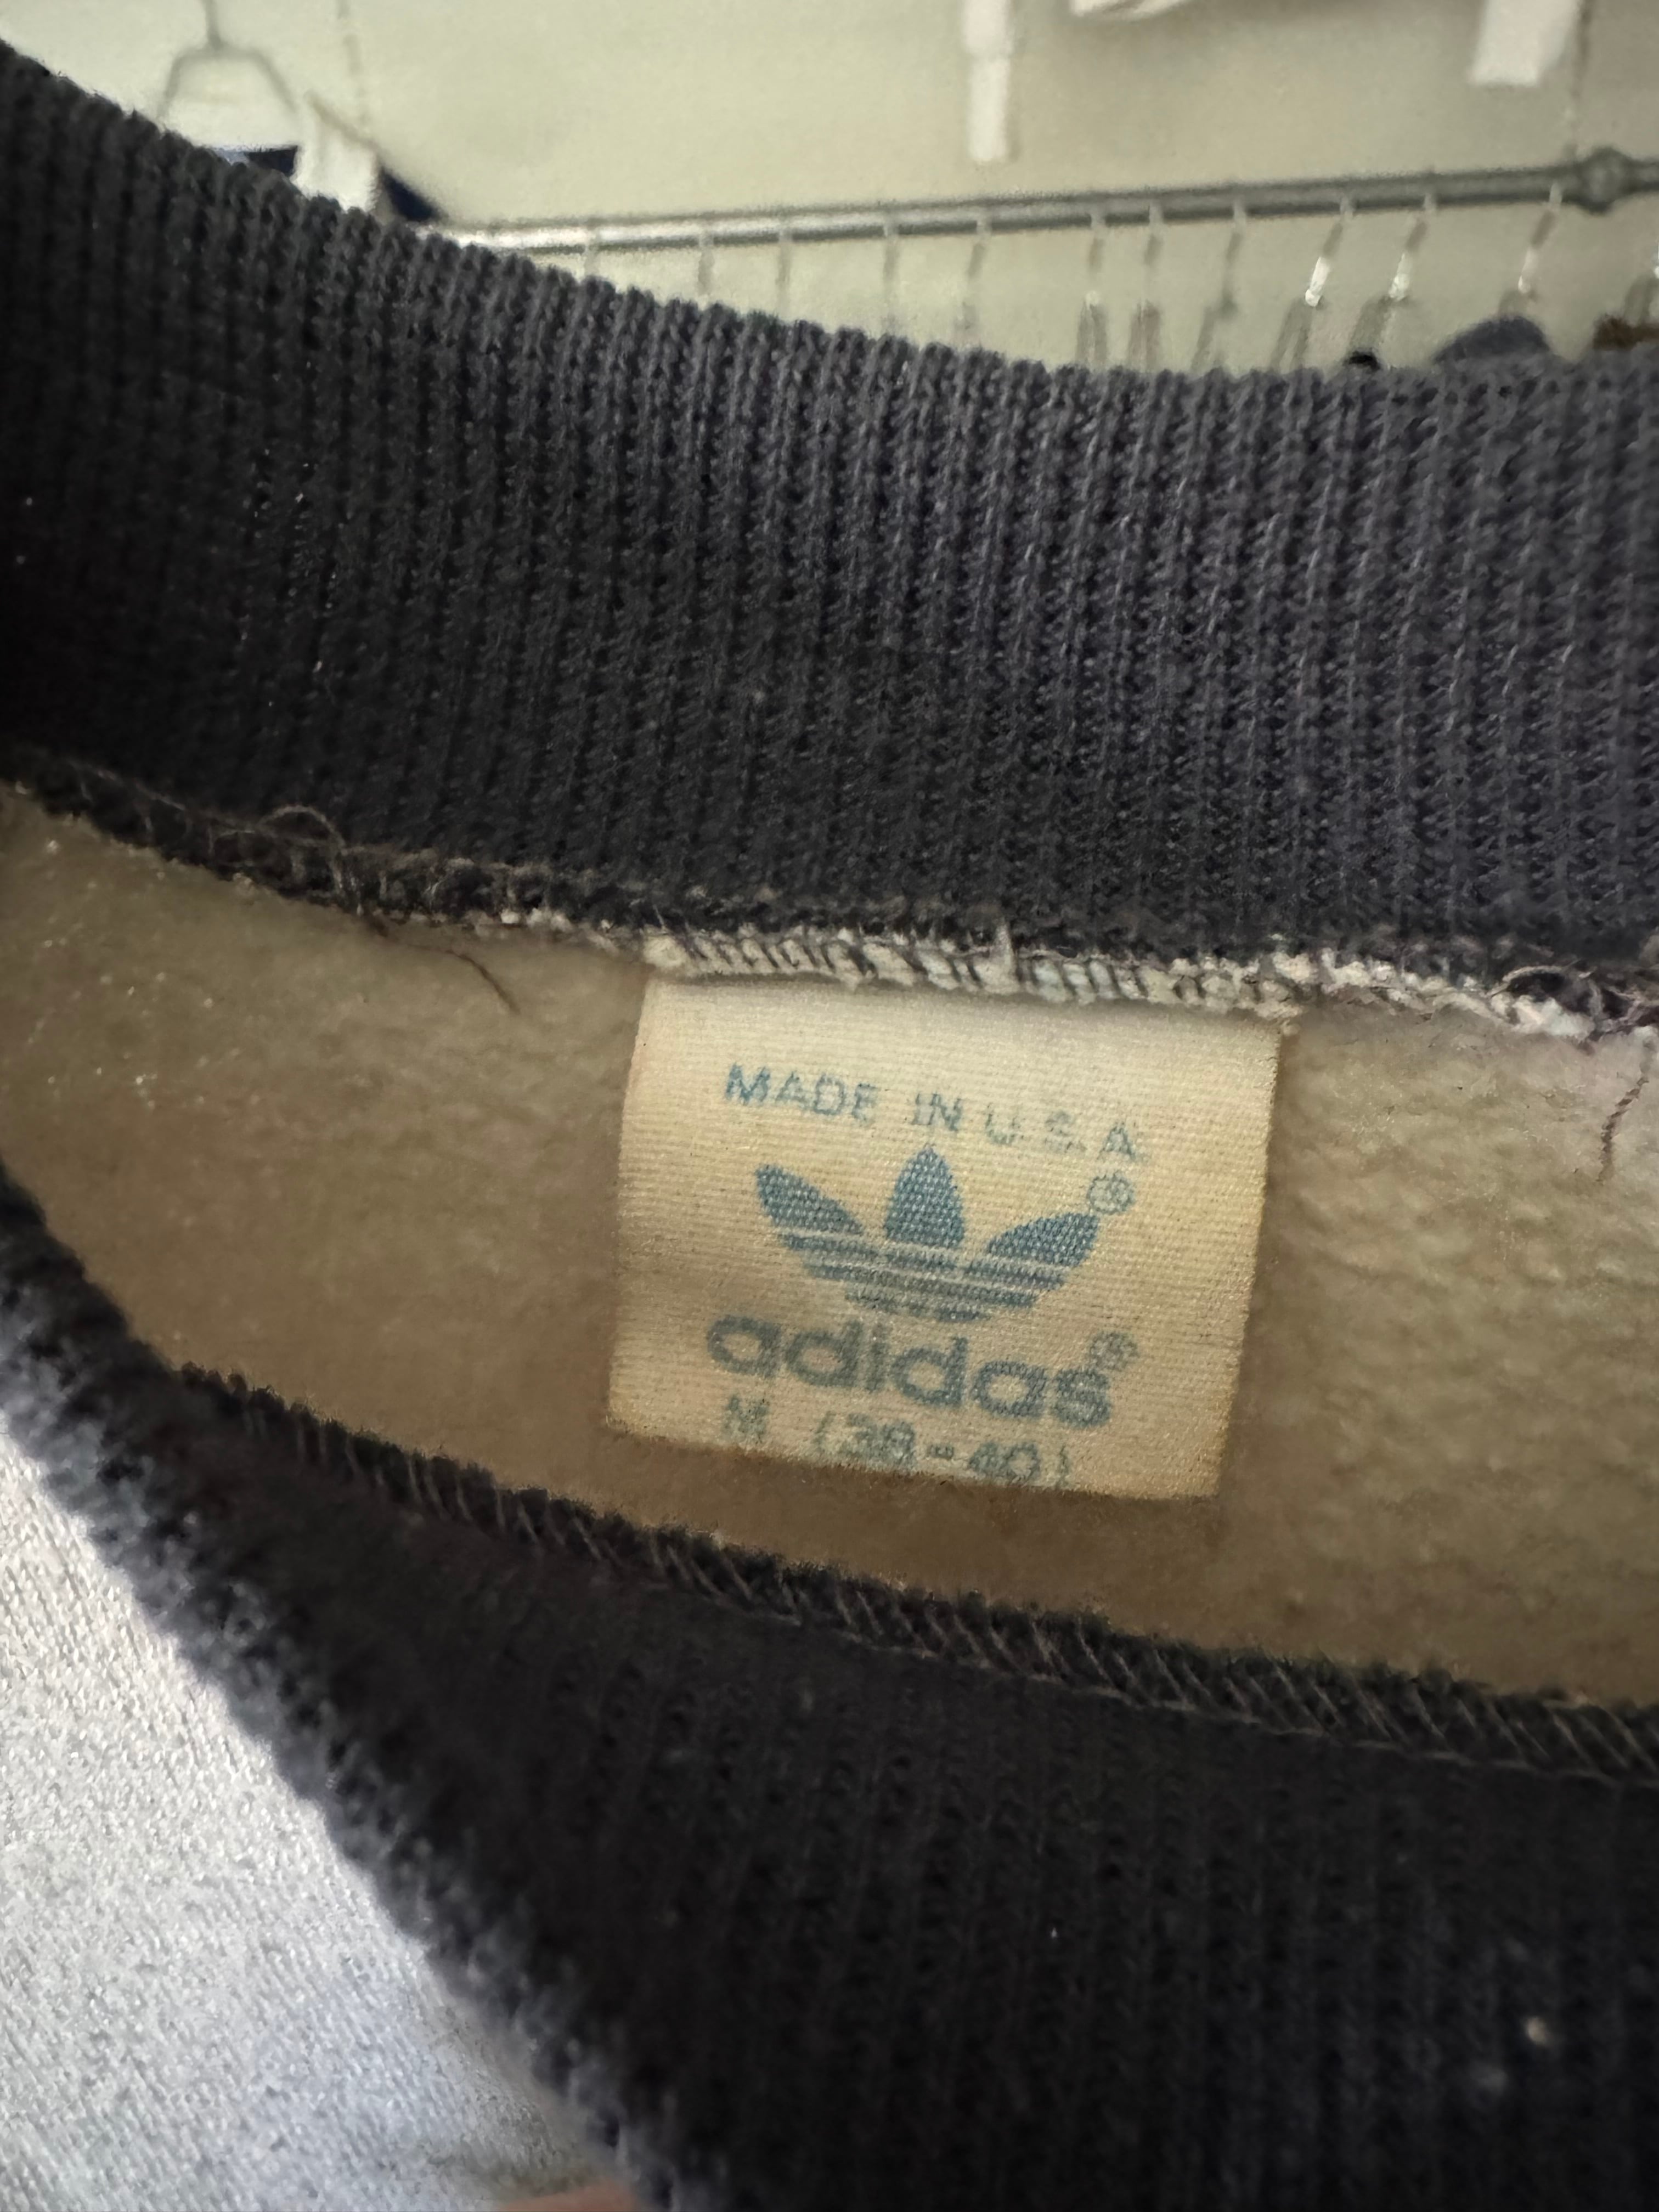 MADE IN U.S.A.
®
adidas®
M (38-40)